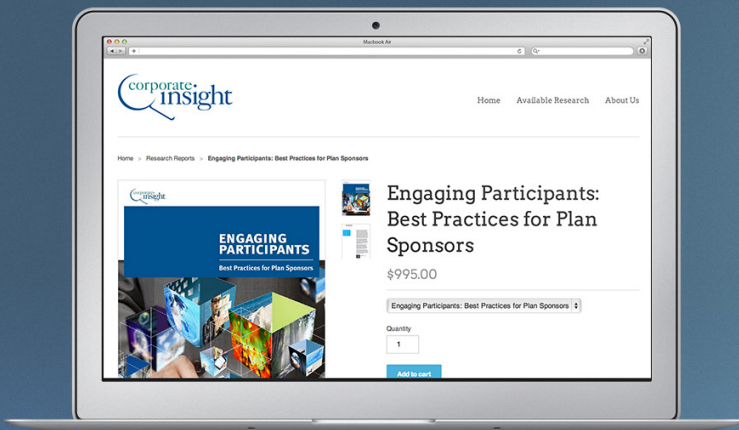 Macbook Air
corporate
insight
Home Available Research About Us
Home > Research Reports > Engaging Participants: Best Practices for Plan Sponsors
corporate
insight
ENGAGING
PARTICIPANTS
Best Practices for Plan Sponsors
Engaging Participants:
Best Practices for Plan
Sponsors
$995.00
Engaging Participants: Best Practices for Plan Sponsors
Quantity
1
Add to cart